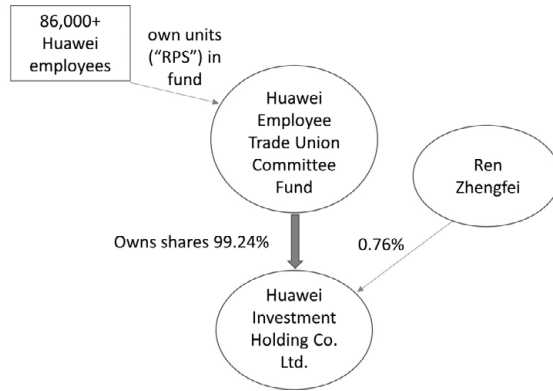 86,000+
Huawei
employees
own units
(“RPS”) in
fund
Huawei
Employee
Trade Union
Committee
Fund
Ren
Zhengfei
Owns shares 99.24%
0.76%
Huawei
Investment
Holding Co.
Ltd.